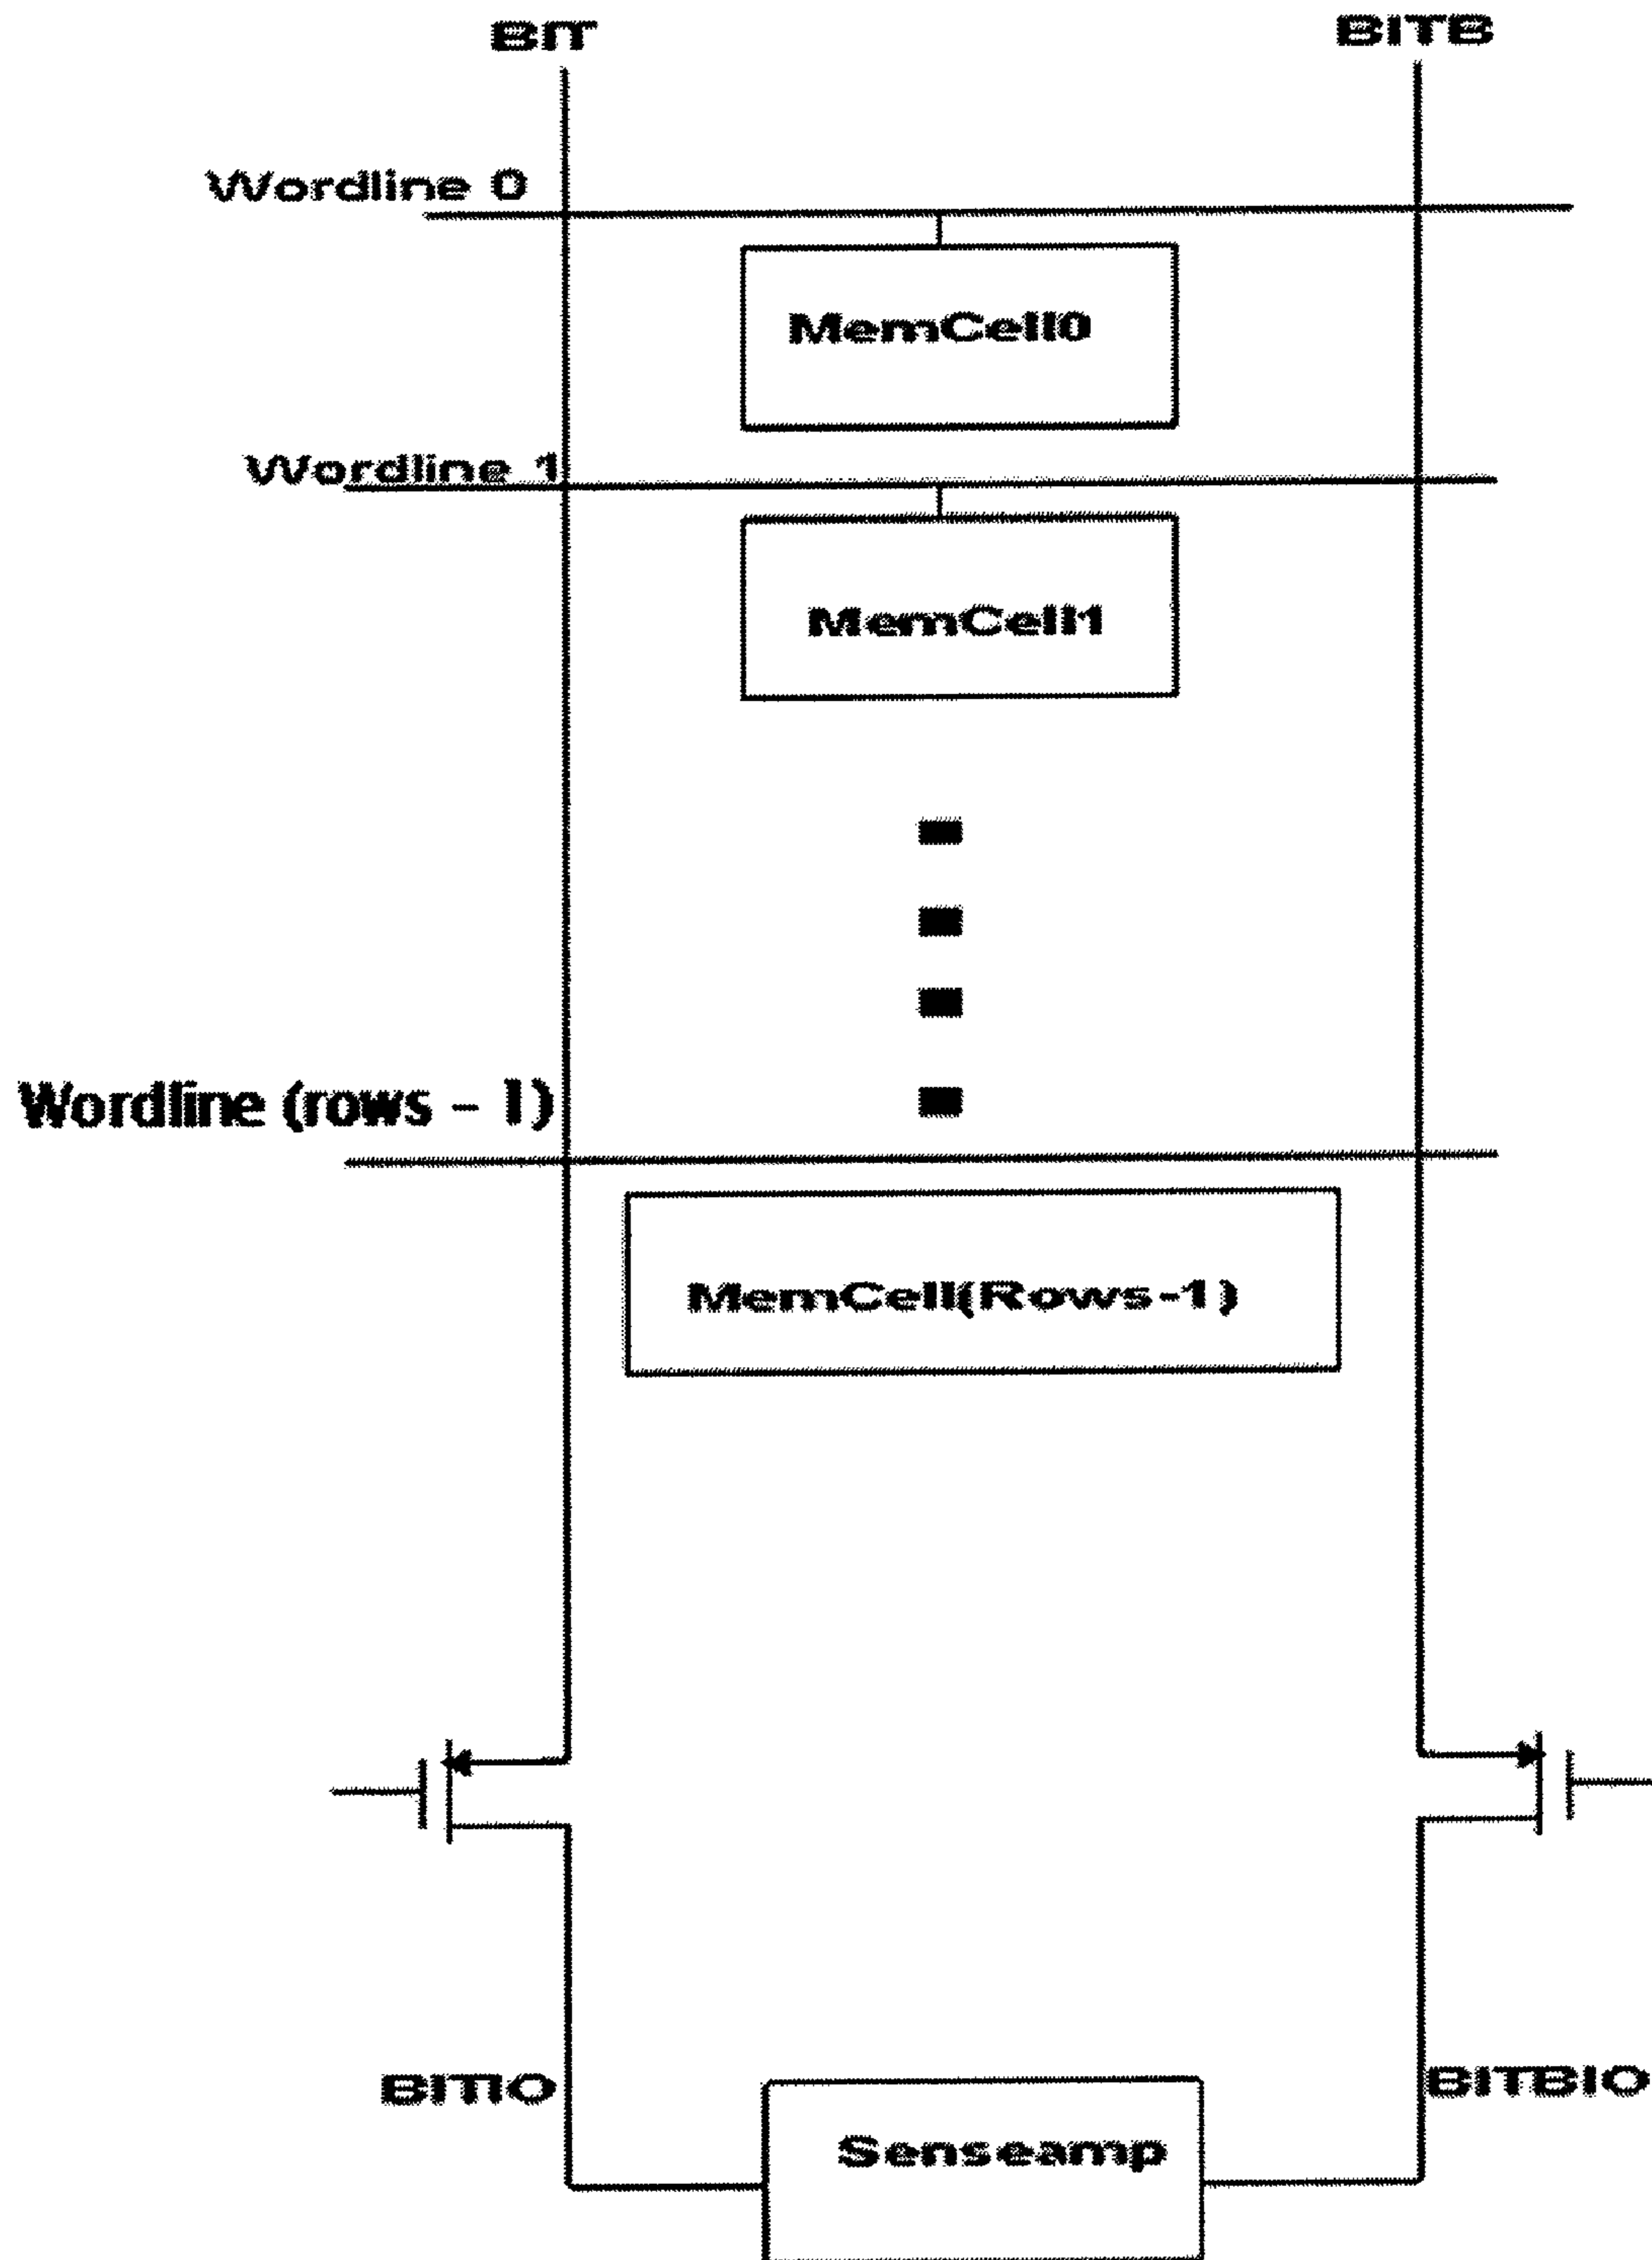 BIT
BITB
Wordline 0
MemCell0
Wordline 1
MemCell1
Wordline (rows - 1)
MemCell(Rows-1)
BITIO
BITBIO
Senseamp